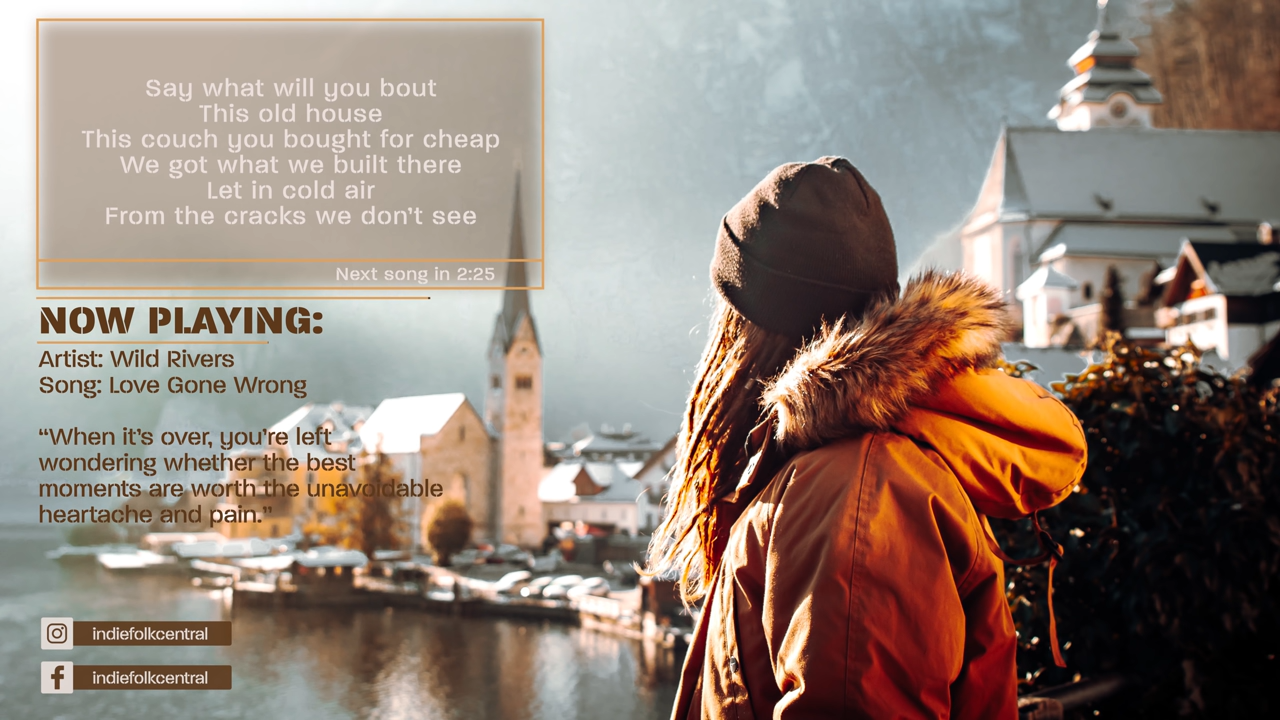 Say what will you bout
This old house
This couch you bought for cheap
We got what we built there
Let in cold air
From the cracks we don't see
Next song in 2:25
NOW PLAYING:
Artist: Wild Rivers
Song: Love Gone Wrong
“When it’s over, you’re left
wondering whether the best
moments are worth the unavoidable
heartache and pain.”
indiefolkcentral
indiefolkcentral